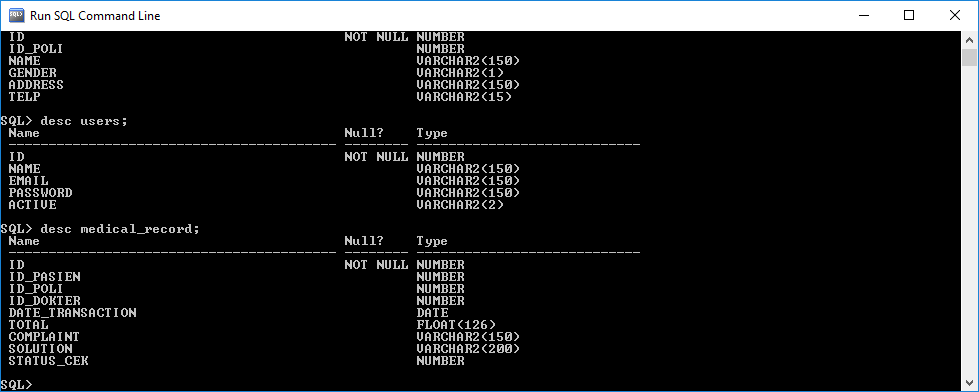 SQL> Run SQL Command Line
ID NOT NULL NUMBER
ID_POLI NUMBER
NAME VARCHAR2(150)
GENDER VARCHAR2(1)
ADDRESS VARCHAR2(150)
TELP VARCHAR2(15)
SQL> desc users;
Name Null? Type
----------------------------------------- -------- ----------------------------
ID NOT NULL NUMBER
NAME VARCHAR2(150)
EMAIL VARCHAR2(150)
PASSWORD VARCHAR2(150)
ACTIVE VARCHAR2(2)
SQL> desc medical_record;
Name Null? Type
----------------------------------------- -------- ----------------------------
ID NOT NULL NUMBER
ID_PASIEN NUMBER
ID_POLI NUMBER
ID_DOKTER NUMBER
DATE_TRANSACTION DATE
TOTAL FLOAT(126)
COMPLAINT VARCHAR2(150)
SOLUTION VARCHAR2(200)
STATUS_CEK NUMBER
SQL>